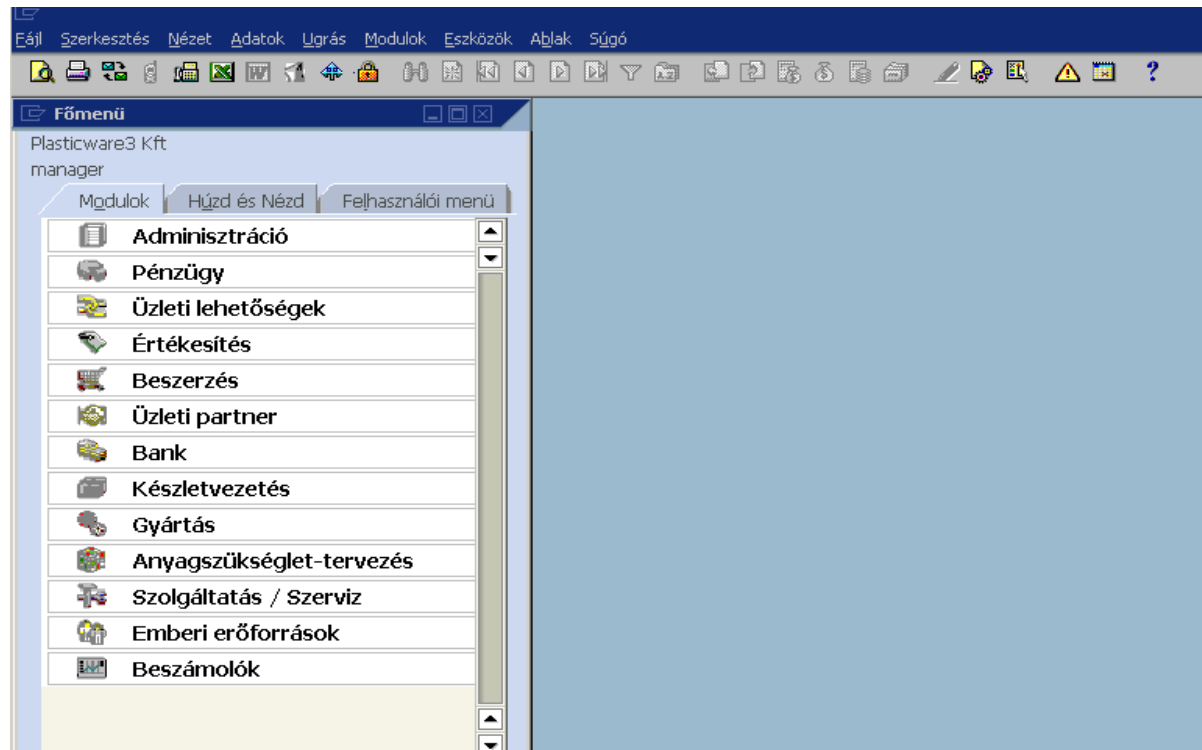 Fájl Szerkesztés Nézet Adatok Ugrás Modulok Eszközök Ablak Súgó
Főmenü
Plasticware3 Kft
manager
Modulok Húzd és Nézd Felhasználói menü
Adminisztráció
Pénzügy
Üzleti lehetőségek
Értékesítés
Beszerzés
Üzleti partner
Bank
Készletvezetés
Gyártás
Anyagszükséglet-tervezés
Szolgáltatás / Szerviz
Emberi erőforrások
Beszámolók